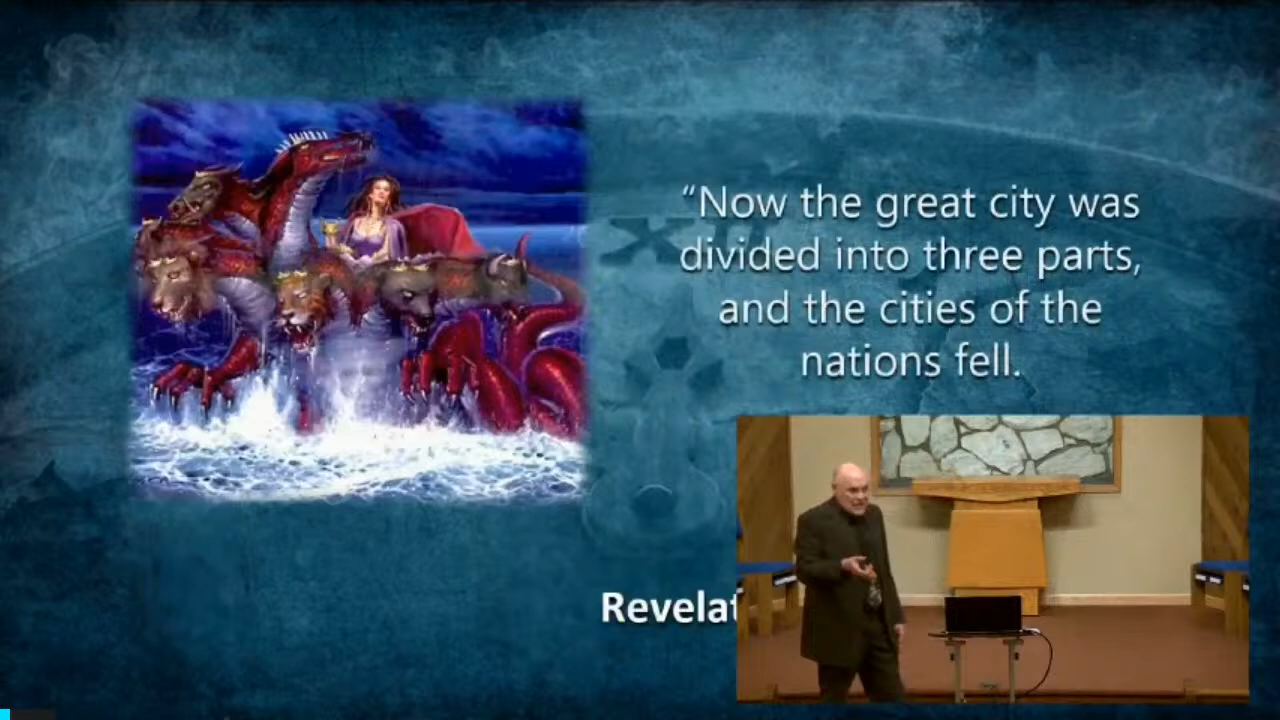 “Now the great city was
divided into three parts,
and the cities of the
nations fell.